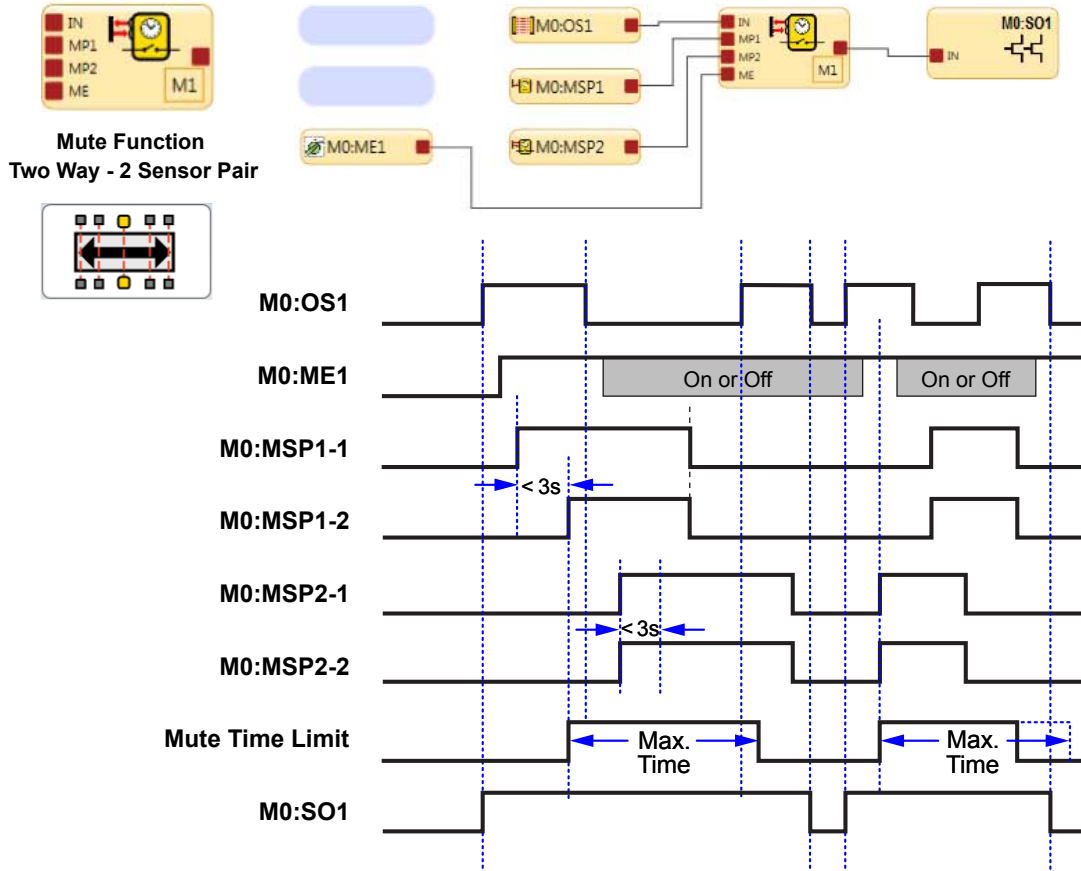 IN
MP1
MP2
ME
M1
Mute Function
Two Way - 2 Sensor Pair
M0:ME1
M0:OS1
M0:MSP1
M0:MSP2
IN
MP1
MP2
ME
M1
M0:SO1
IN
M0:OS1
M0:ME1
On or Off
On or Off
M0:MSP1-1
< 3s
M0:MSP1-2
M0:MSP2-1
< 3s
M0:MSP2-2
Mute Time Limit
Max.
Time
Max.
Time
M0:SO1